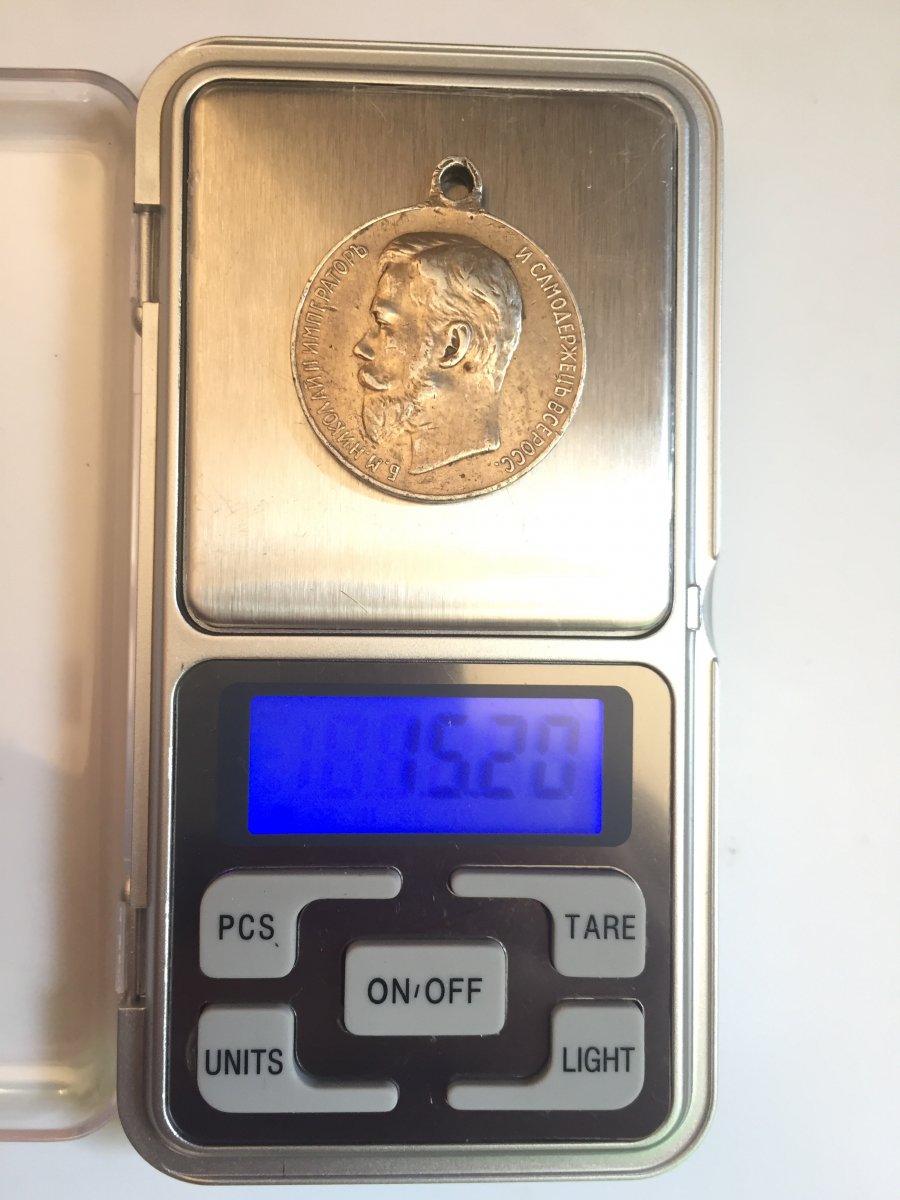 Б. М. НИКОЛАЙ II ИМПЕРАТОРЪ И САМОДЕРЖЕЦЪ ВСЕРОСС.
15.20
PCS TARE
ON/OFF
UNITS LIGHT